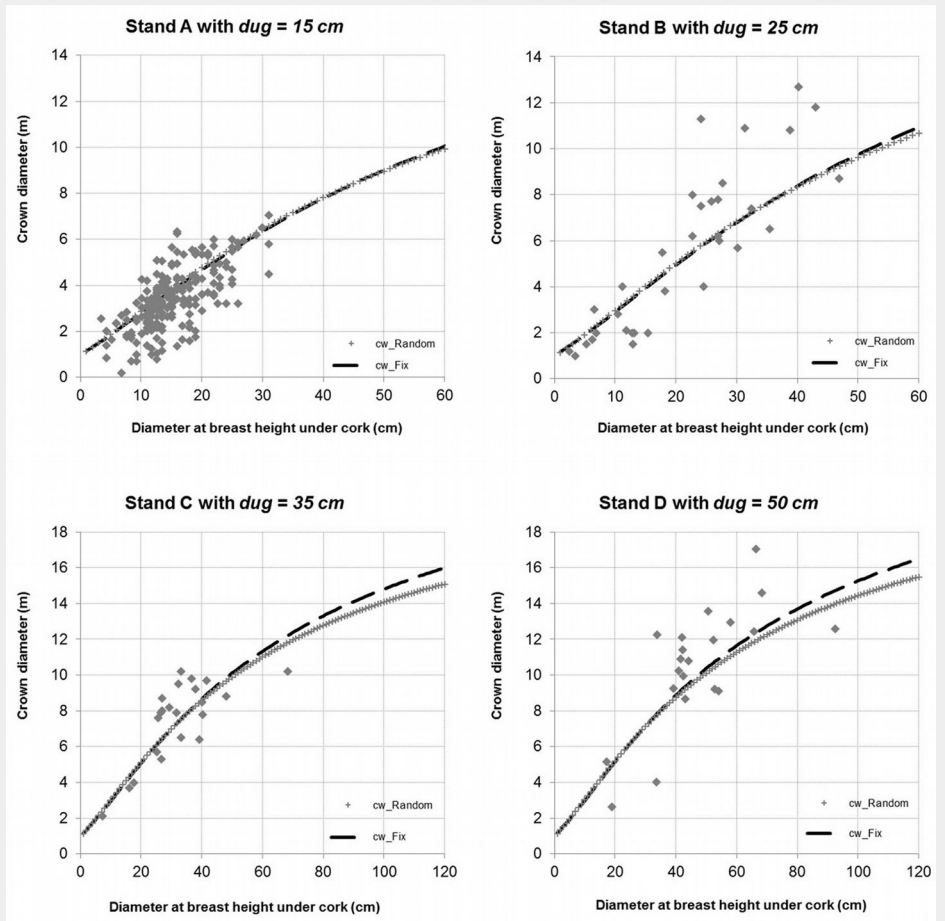 Stand A with dug = 15 cm
14
12
10
8
6
4
2
0
Crown diameter (m)
cw_Random
cw_Fix
0 10 20 30 40 50 60
Diameter at breast height under cork (cm)
Stand B with dug = 25 cm
14
12
10
8
6
4
2
0
Crown diameter (m)
cw_Random
cw_Fix
0 10 20 30 40 50 60
Diameter at breast height under cork (cm)
Stand C with dug = 35 cm
18
16
14
12
10
8
6
4
2
0
Crown diameter (m)
cw_Random
cw_Fix
0 20 40 60 80 100 120
Diameter at breast height under cork (cm)
Stand D with dug = 50 cm
18
16
14
12
10
8
6
4
2
0
Crown diameter (m)
cw_Random
cw_Fix
0 20 40 60 80 100 120
Diameter at breast height under cork (cm)